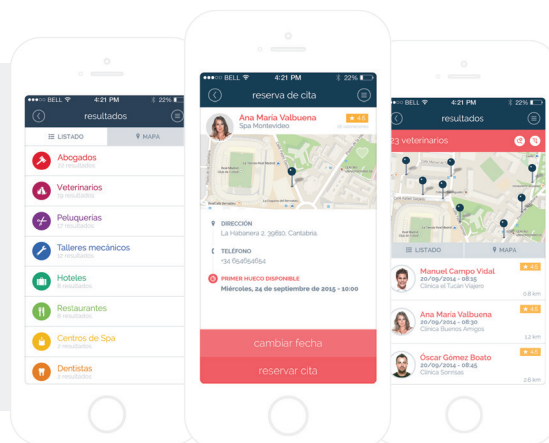 BELL 4:21 PM 22%
resultados
LISTADO
MAPA
Abogados
22 resultados
Veterinarios
19 resultados
Peluquerías
17 resultados
Talleres mecánicos
12 resultados
Hoteles
8 resultados
Restaurantes
8 resultados
Centros de Spa
2 resultados
Dentistas
2 resultados
BELL 4:21 PM 22%
reserva de cita
Ana María Valbuena
Spa Montevideo
4.5
DIRECCIÓN
La Habanera 2. 39610. Cantabria.
TELÉFONO
+34 654654654
PRIMER HUECO DISPONIBLE
Miércoles, 24 de septiembre de 2015 - 10:00
cambiar fecha
reservar cita
BELL 4:21 PM 22%
resultados
23 veterinarios
LISTADO
MAPA
Manuel Campo Vidal
4.5
20/09/2014 - 08:15
Clínica el Tucán Viajero
0.8 km
Ana María Valbuena
4.5
20/09/2014 - 08:30
Clínica Buenos Amigos
1.2 km
Óscar Gómez Boato
4.5
20/09/2014 - 08:45
Clínica Sonrisas
2.6 km